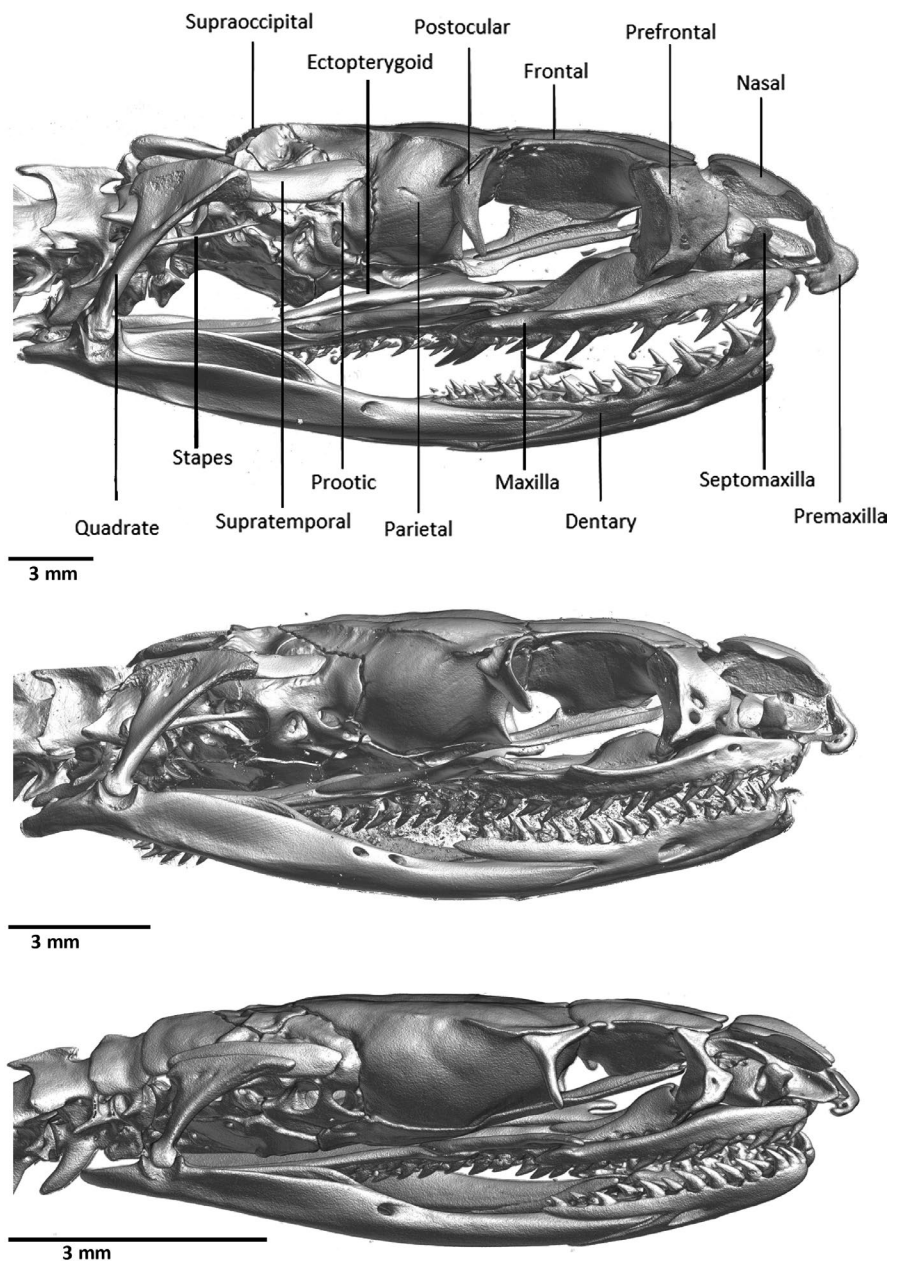 Supraoccipital
Postocular
Prefrontal
Ectopterygoid
Frontal
Nasal
Stapes
Prootic
Maxilla
Septomaxilla
Quadrate
Supratemporal
Parietal
Dentary
Premaxilla
3 mm
3 mm
3 mm